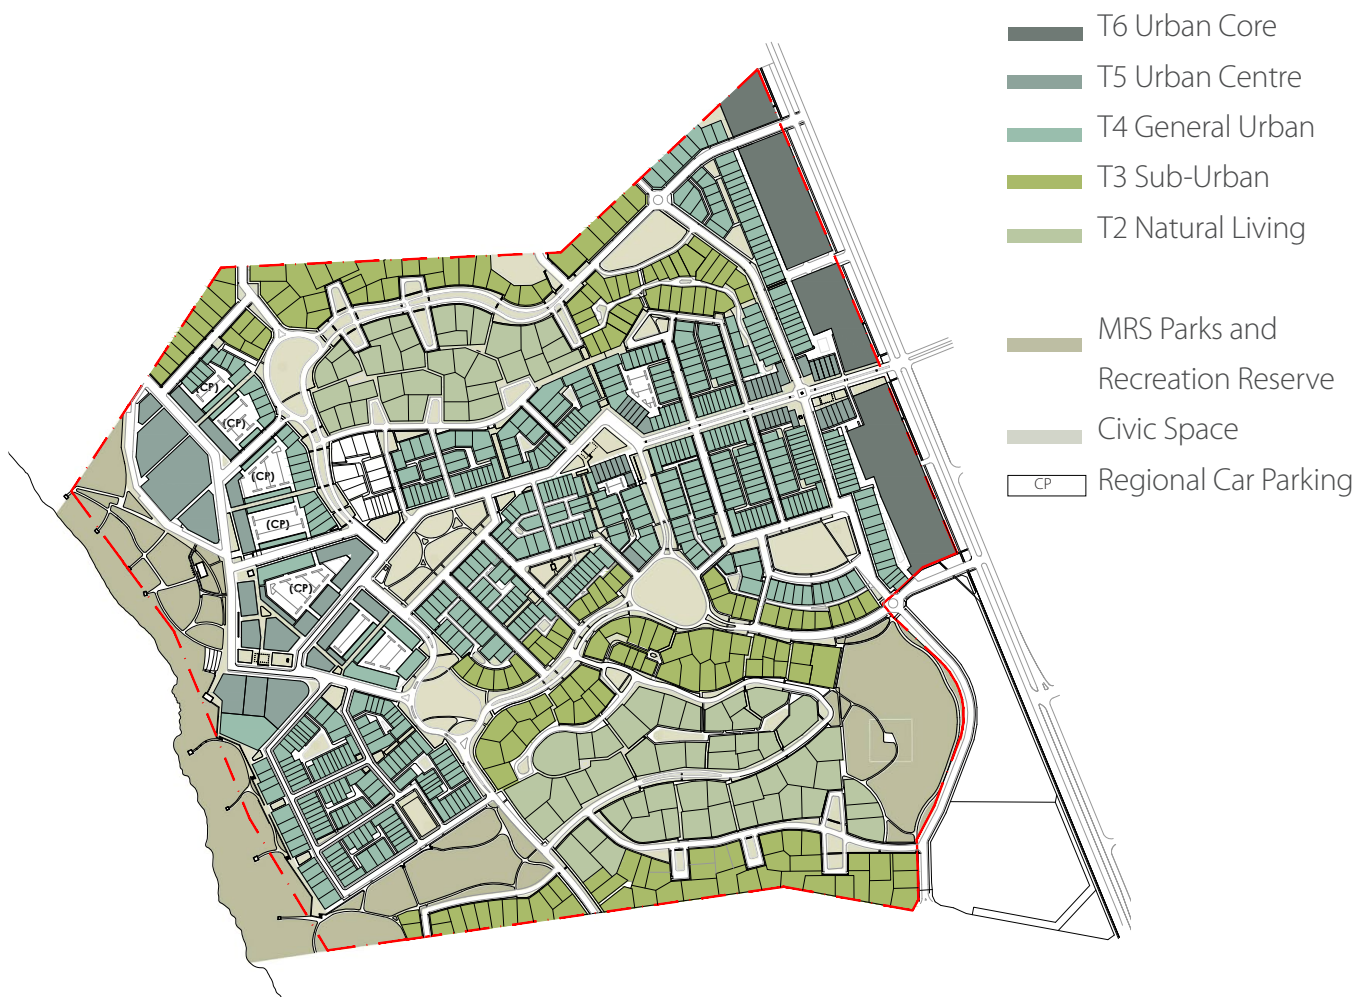 T6 Urban Core
T5 Urban Centre
T4 General Urban
T3 Sub-Urban
T2 Natural Living
MRS Parks and
Recreation Reserve
Civic Space
CP Regional Car Parking
(CP)
(CP)
(CP)
(CP)
(CP)